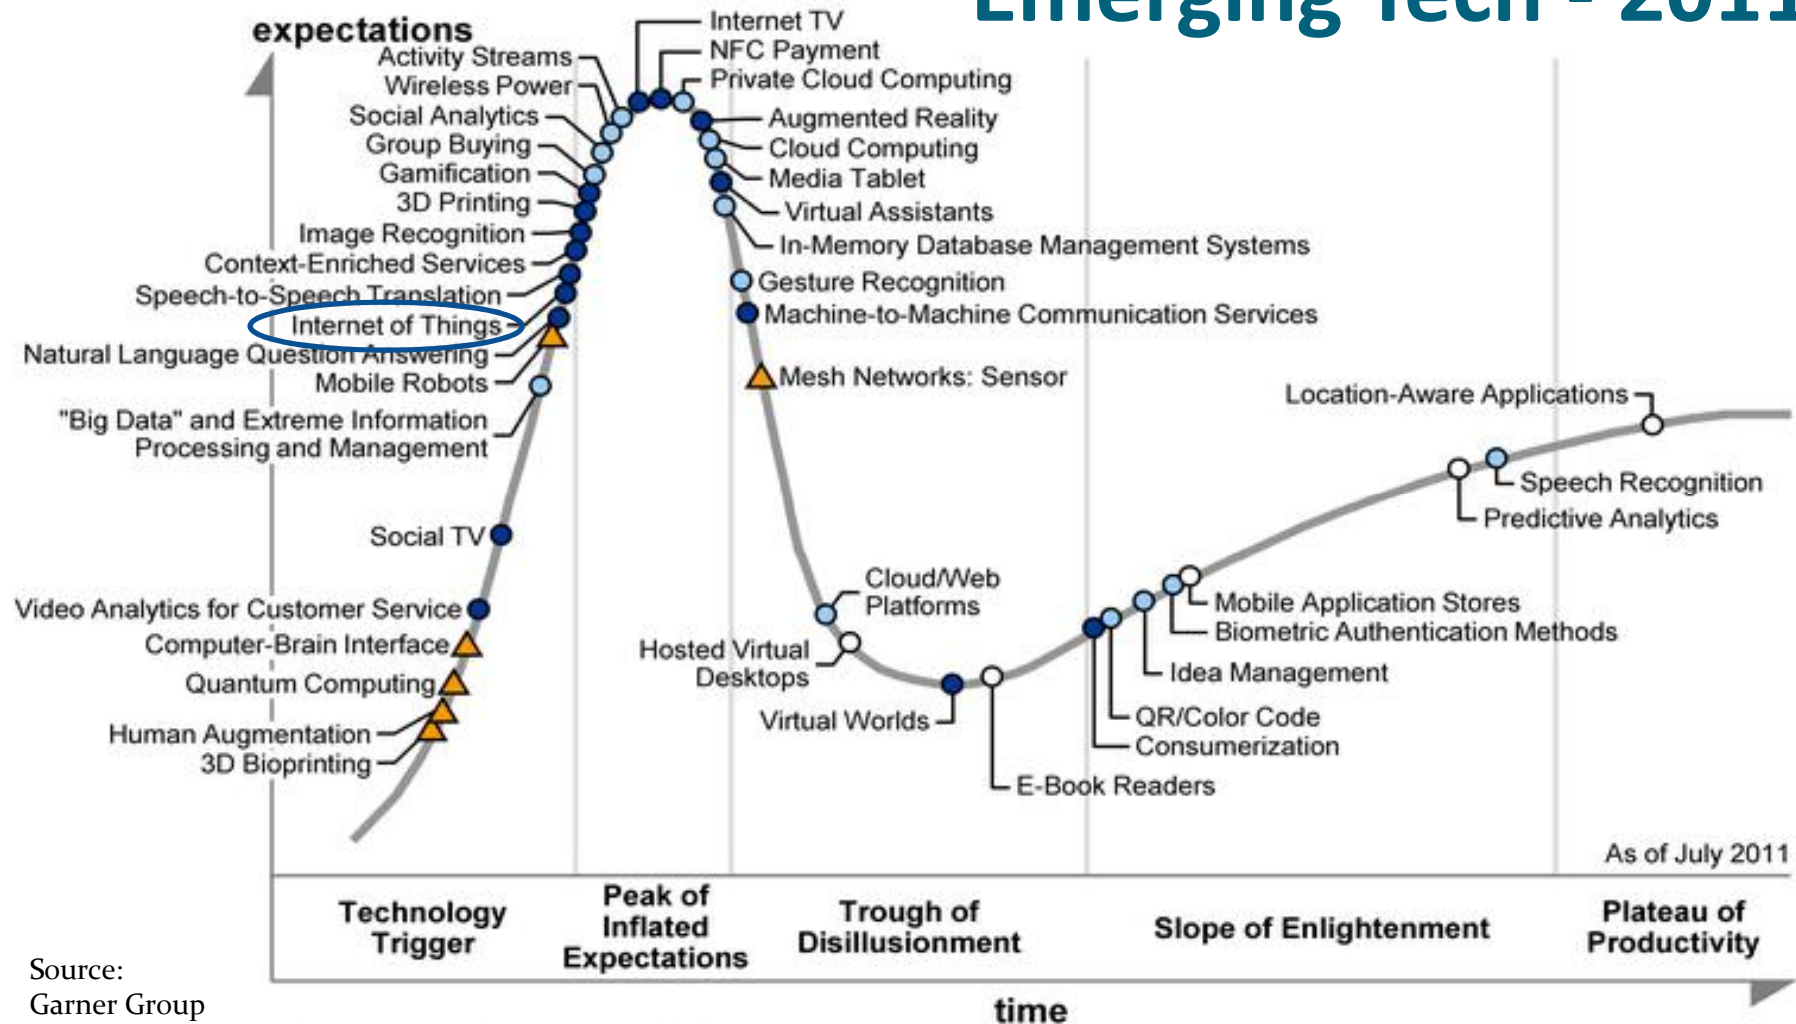 Emerging Tech - 2011
expectations
Internet TV
NFC Payment
Activity Streams
Wireless Power
Private Cloud Computing
Social Analytics
Augmented Reality
Group Buying
Cloud Computing
Gamification
Media Tablet
3D Printing
Virtual Assistants
Image Recognition
In-Memory Database Management Systems
Context-Enriched Services
Gesture Recognition
Speech-to-Speech Translation
Machine-to-Machine Communication Services
Internet of Things
Natural Language Question Answering
Mobile Robots
Mesh Networks: Sensor
"Big Data" and Extreme Information
Processing and Management
Location-Aware Applications
Speech Recognition
Predictive Analytics
Social TV
Cloud/Web
Platforms
Video Analytics for Customer Service
Mobile Application Stores
Biometric Authentication Methods
Computer-Brain Interface
Hosted Virtual
Desktops
Idea Management
Quantum Computing
Virtual Worlds
QR/Color Code
Consumerization
Human Augmentation
3D Bioprinting
E-Book Readers
As of July 2011
Technology
Trigger
Peak of
Inflated
Expectations
Trough of
Disillusionment
Slope of Enlightenment
Plateau of
Productivity
Source:
Garner Group
time